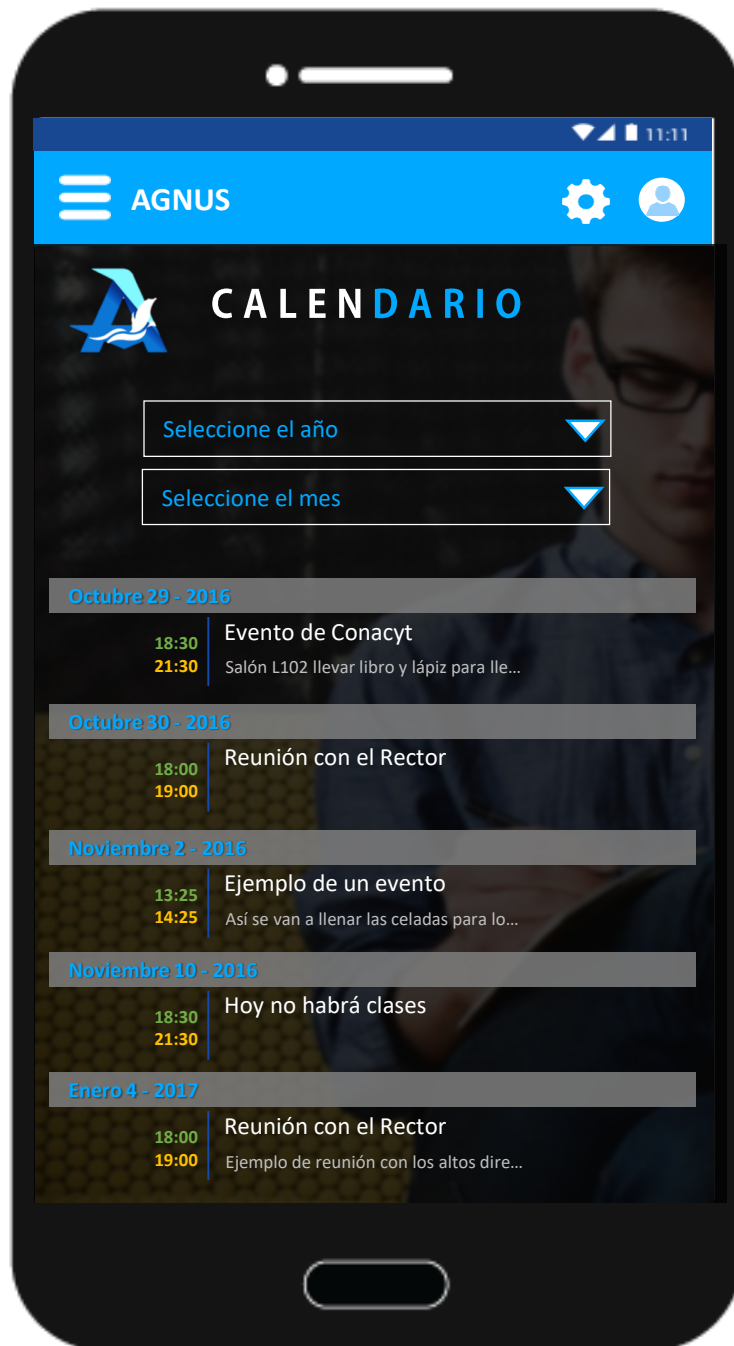 11:11
AGNUS
CALENDARIO
Seleccione el año
Seleccione el mes
Octubre 29 - 2016
18:30
Evento de Conacyt
21:30
Salón L102 llevar libro y lápiz para lle...
Octubre 30 - 2016
18:00
Reunión con el Rector
19:00
Noviembre 2 - 2016
13:25
Ejemplo de un evento
14:25
Así se van a llenar las celadas para lo...
Noviembre 10 - 2016
18:30
Hoy no habrá clases
21:30
Enero 4 - 2017
18:00
Reunión con el Rector
19:00
Ejemplo de reunión con los altos dire...